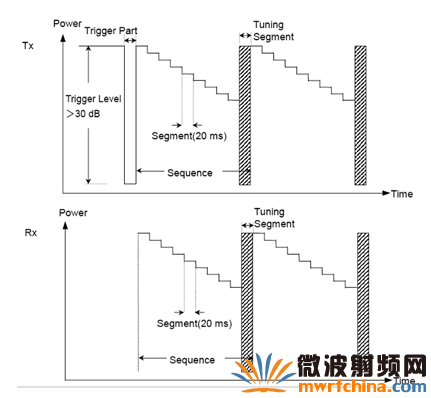 Power
Trigger Part
Tuning
Segment
Tx
Trigger Level
>30 dB
Segment(20 ms)
Sequence
Time
Power
Tuning
Segment
Rx
Segment(20 ms)
Sequence
Time
微波射频网
mwrfchina.com